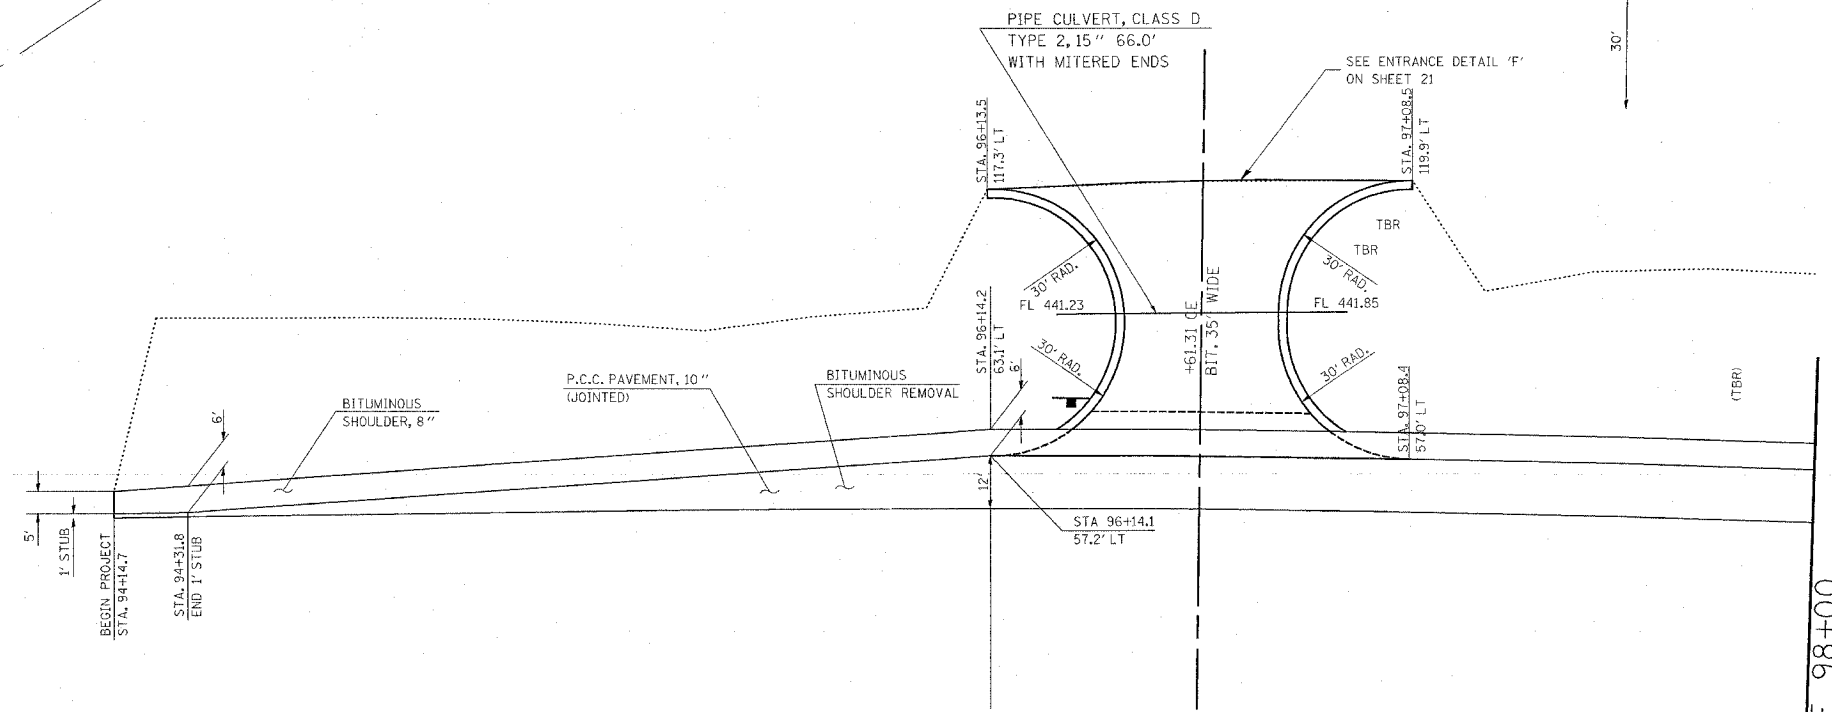 PIPE CULVERT, CLASS D
TYPE 2, 15" 66.0'
WITH MITERED ENDS
30'
SEE ENTRANCE DETAIL 'F'
ON SHEET 21
STA. 96+13.5
117.3' LT
STA. 97+08.5
119.9' LT
TBR
TBR
30' RAD.
30' RAD.
FL 441.23
FL 441.85
+61.31 CE
BIT. 35' WIDE
STA. 96+14.2
63.1' LT
6'
30' RAD.
30' RAD.
P.C.C. PAVEMENT, 10"
(JOINTED)
BITUMINOUS
SHOULDER REMOVAL
BITUMINOUS
SHOULDER, 8"
6'
(TBR)
STA. 97+08.4
57.0' LT
12'
STA 96+14.1
57.2' LT
5'
1' STUB
BEGIN PROJECT
STA. 94+14.7
STA. 94+31.8
END 1' STUB
98+00